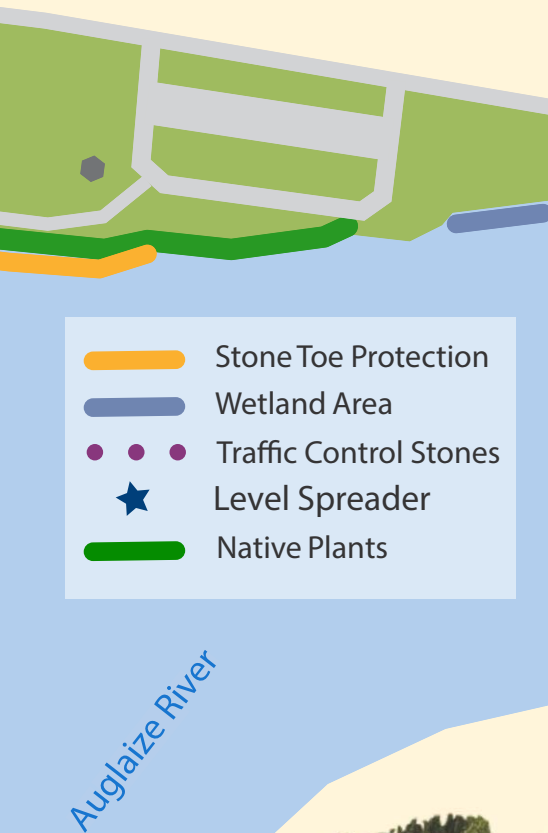 Stone Toe Protection
Wetland Area
Traffic Control Stones
Level Spreader
Native Plants
Auglaize River